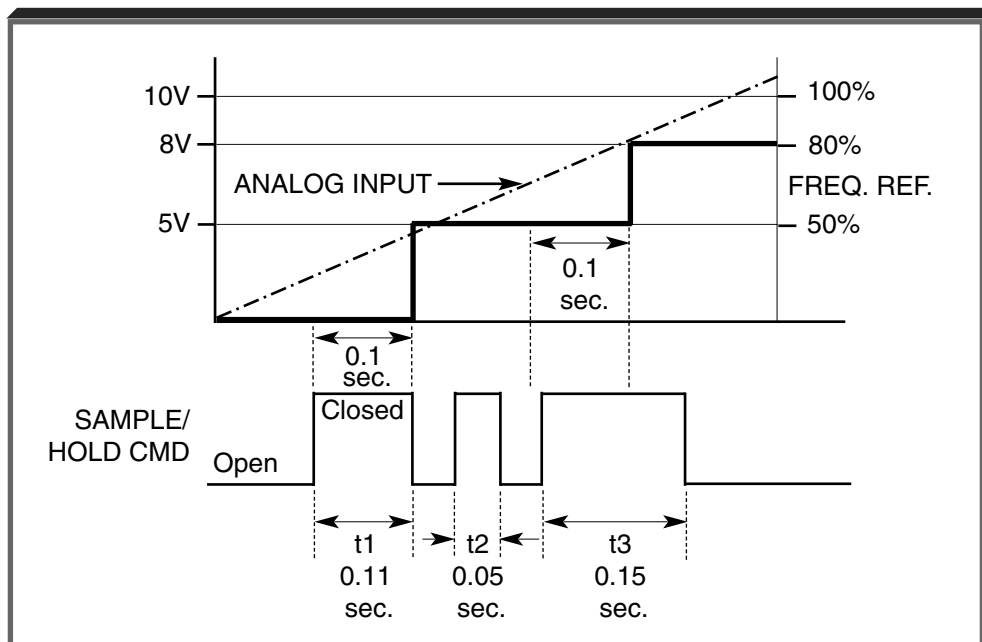 10V
100%
8V
80%
ANALOG INPUT
FREQ. REF.
5V
50%
0.1
sec.
0.1
sec.
SAMPLE/
HOLD CMD
Closed
Open
t1
0.11
sec.
t2
0.05
sec.
t3
0.15
sec.